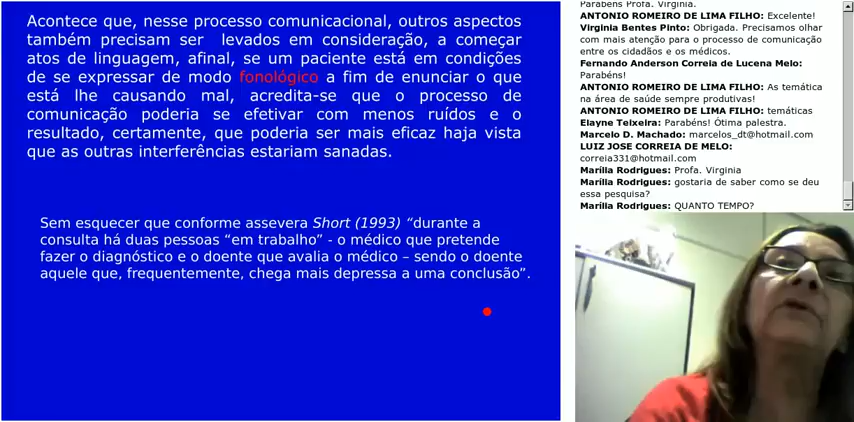 Acontece que, nesse processo comunicacional, outros aspectos
também precisam ser levados em consideração, a começar
atos de linguagem, afinal, se um paciente está em condições
de se expressar de modo fonológico a fim de enunciar o que
está lhe causando mal, acredita-se que o processo de
comunicação poderia se efetivar com menos ruídos e o
resultado, certamente, que poderia ser mais eficaz haja vista
que as outras interferências estariam sanadas.
Sem esquecer que conforme assevera Short (1993) “durante a
consulta há duas pessoas “em trabalho” - o médico que pretende
fazer o diagnóstico e o doente que avalia o médico – sendo o doente
aquele que, frequentemente, chega mais depressa a uma conclusão”.
Parabéns Profa. Virgínia.
ANTONIO ROMEIRO DE LIMA FILHO: Excelente!
Virginia Bentes Pinto: Obrigada. Precisamos olhar
com mais atenção para o processo de comunicação
entre os cidadãos e os médicos.
Fernando Anderson Correia de Lucena Melo:
Parabéns!
ANTONIO ROMEIRO DE LIMA FILHO: As temática
na área de saúde sempre produtivas!
ANTONIO ROMEIRO DE LIMA FILHO: temáticas
Elayne Teixeira: Parabéns! Ótima palestra.
Marcelo D. Machado: marcelos_dt@hotmail.com
LUIZ JOSE CORREIA DE MELO:
correia331@hotmail.com
Marília Rodrigues: Profa. Virginia
Marília Rodrigues: gostaria de saber como se deu
essa pesquisa?
Marília Rodrigues: QUANTO TEMPO?